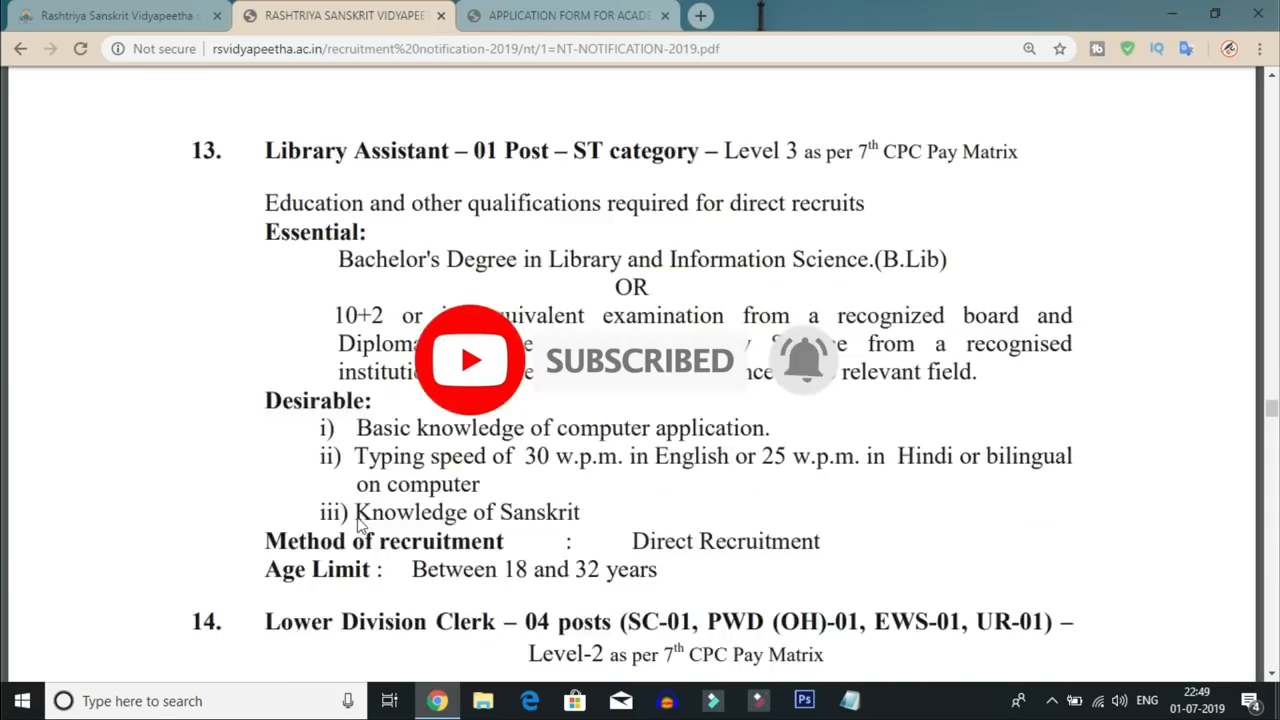 Rashtriya Sanskrit Vidyapeetha
RASHTRIYA SANSKRIT VIDYAPEET
APPLICATION FORM FOR ACADE
Not secure
rsvidyapeetha.ac.in/recruitment%20notification-2019/nt/1=NT-NOTIFICATION-2019.pdf
13. Library Assistant – 01 Post – ST category – Level 3 as per 7th CPC Pay Matrix
Education and other qualifications required for direct recruits
Essential:
Bachelor's Degree in Library and Information Science.(B.Lib)
OR
10+2 or examination from a recognized board and
from a recognised
relevant field.
SUBSCRIBED
Desirable:
i) Basic knowledge of computer application.
ii) Typing speed of 30 w.p.m. in English or 25 w.p.m. in Hindi or bilingual
on computer
iii) Knowledge of Sanskrit
Method of recruitment : Direct Recruitment
Age Limit : Between 18 and 32 years
14. Lower Division Clerk – 04 posts (SC-01, PWD (OH)-01, EWS-01, UR-01) –
Level-2 as per 7th CPC Pay Matrix
Type here to search
ENG
22:49
01-07-2019
4